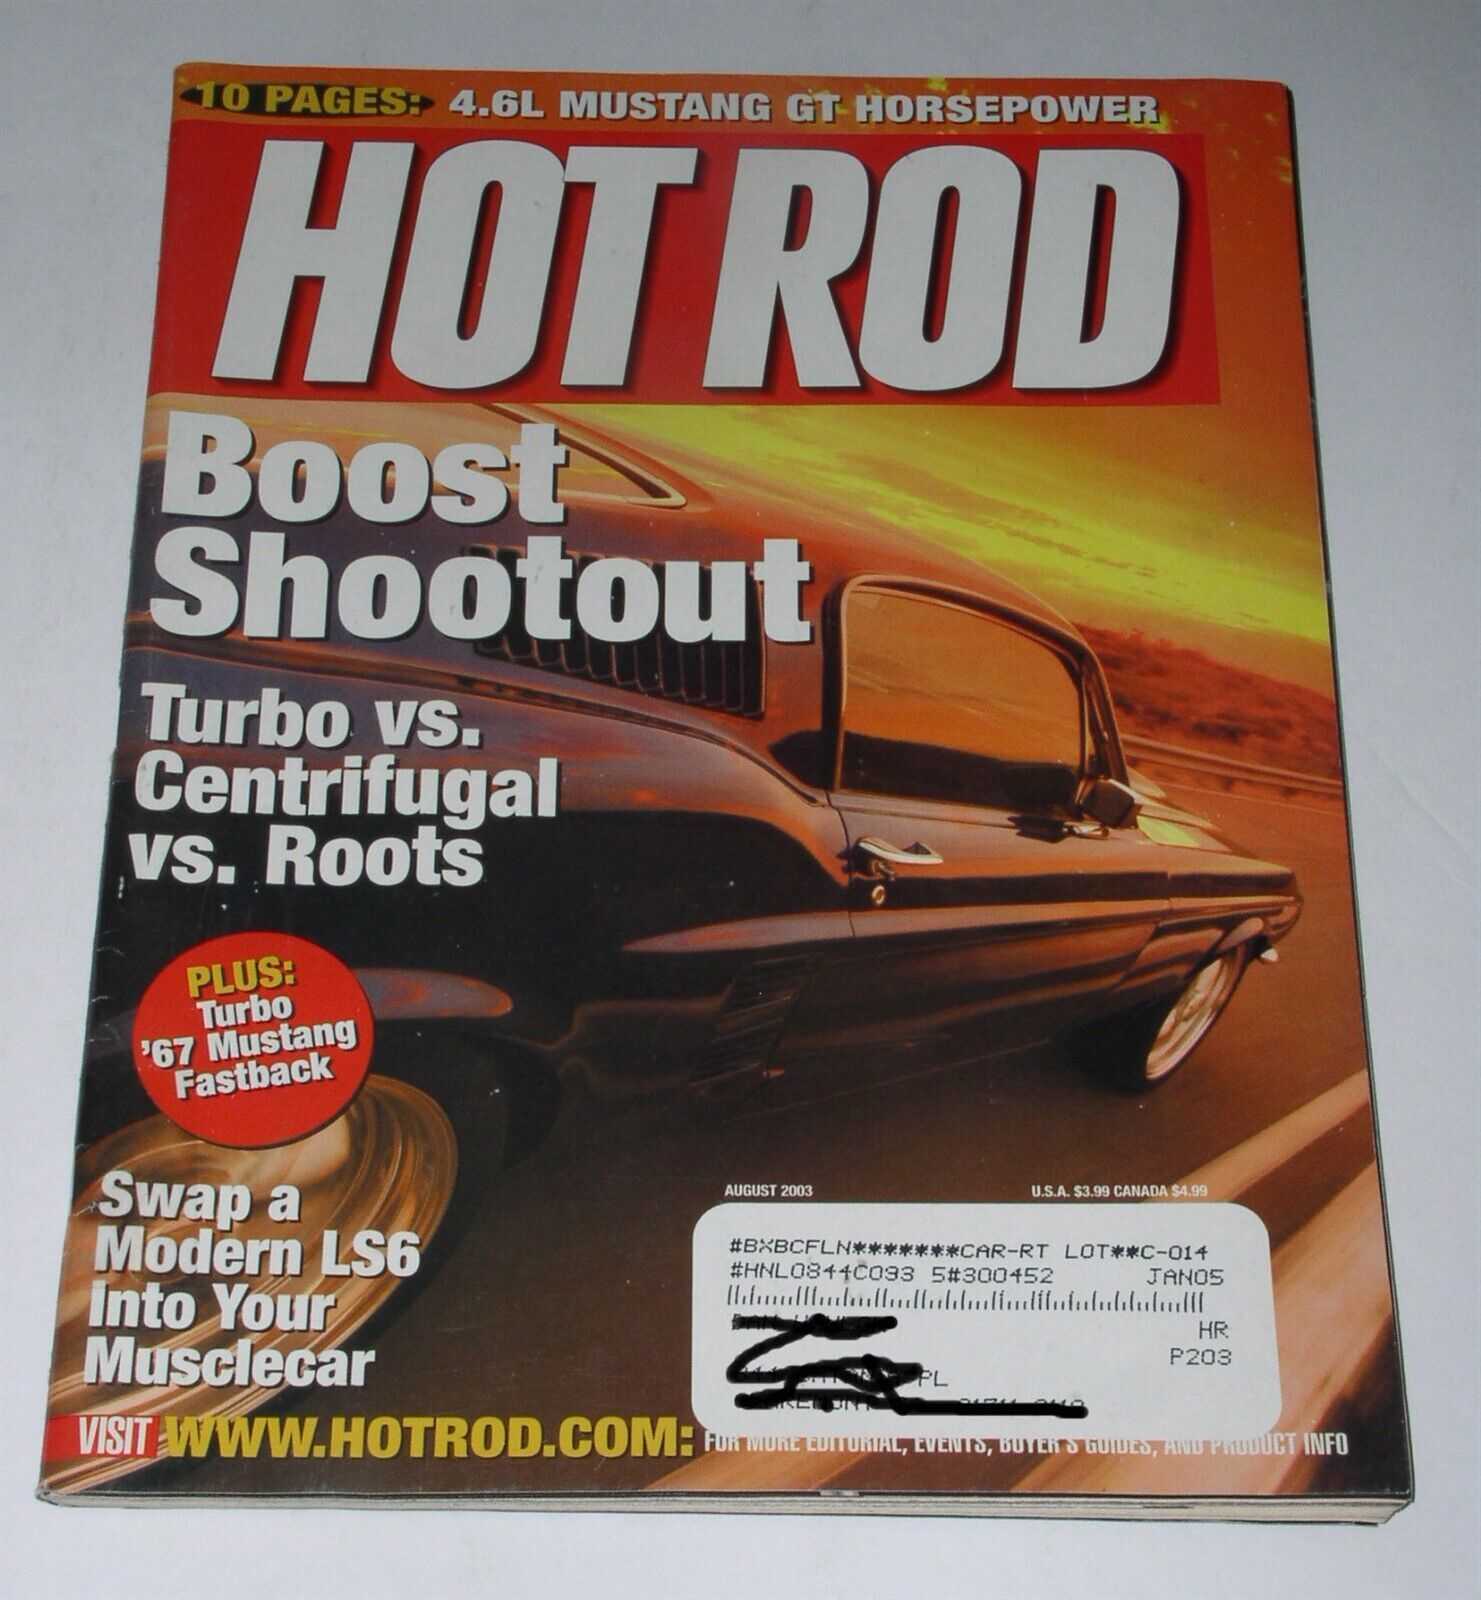 10 PAGES: 4.6L MUSTANG GT HORSEPOWER
HOT ROD
Boost
Shootout
Turbo vs.
Centrifugal
vs. Roots
PLUS:
Turbo
'67 Mustang
Fastback
Swap a
Modern LS6
Into Your
Musclecar
AUGUST 2003
U.S.A. $3.99 CANADA $4.99
#BXBCFLN*******CAR-RT LOT**C-014
#HNL0844C093 5#300452 JAN05
HR
P203
PL
VISIT WWW.HOTROD.COM: FOR MORE EDITORIAL, EVENTS, BUYER'S GUIDES, AND PRODUCT INFO